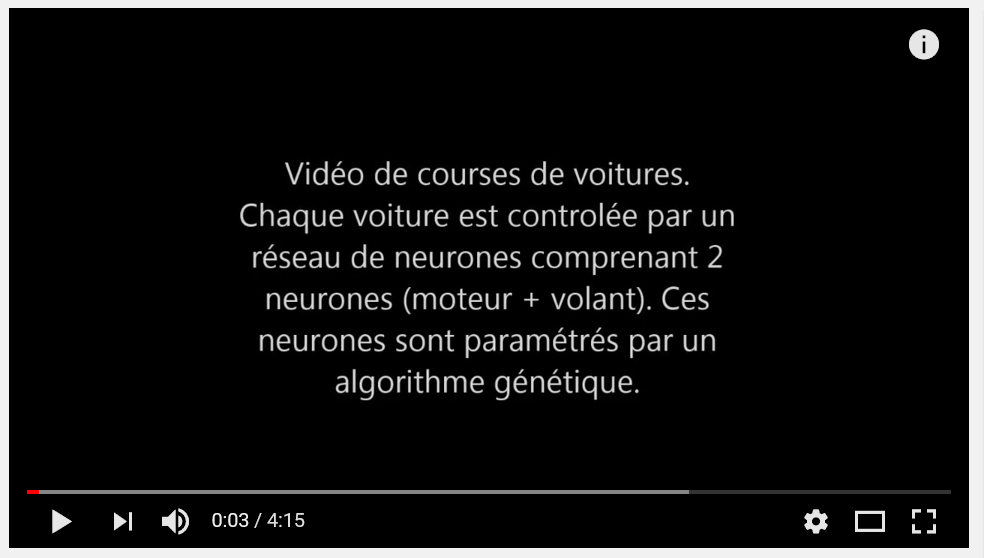 i
Vidéo de courses de voitures.
Chaque voiture est controlée par un
réseau de neurones comprenant 2
neurones (moteur + volant). Ces
neurones sont paramétrés par un
algorithme génétique.
0:03 / 4:15